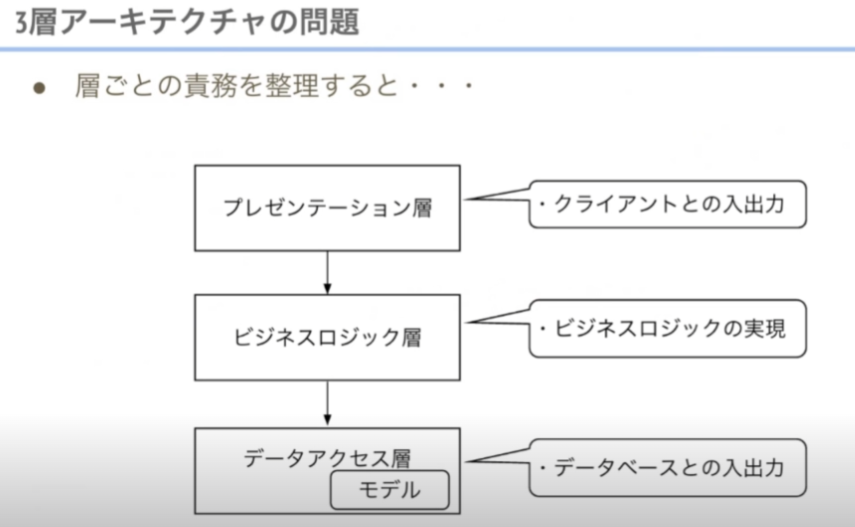 3層アーキテクチャの問題
● 層ごとの責務を整理すると・・・
プレゼンテーション層
・クライアントとの入出力
ビジネスロジック層
・ビジネスロジックの実現
データアクセス層
モデル
・データベースとの入出力